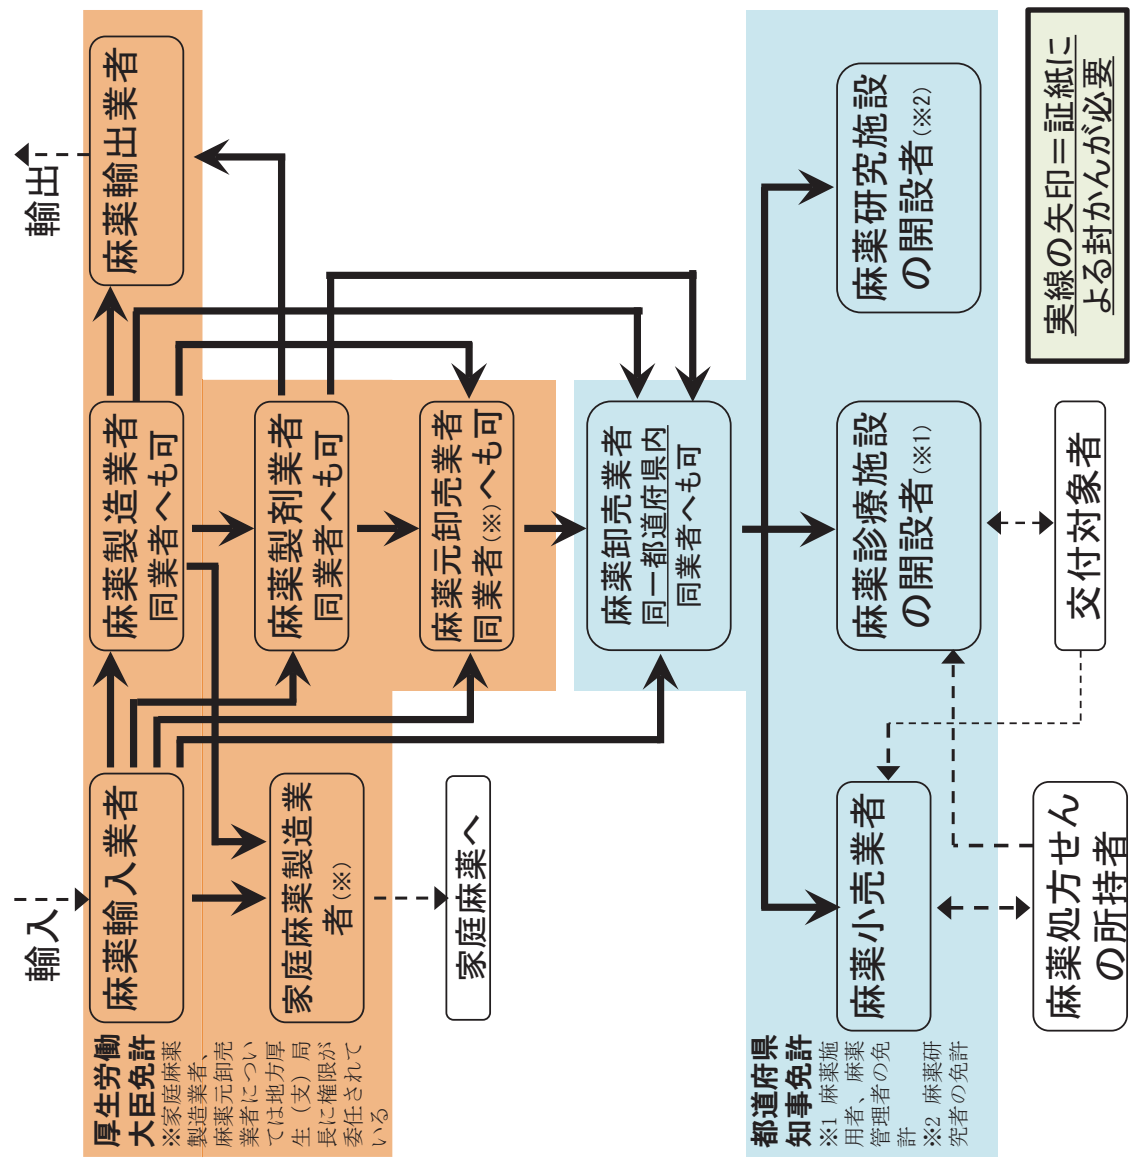 厚生労働
大臣免許
※家庭麻薬
製造業者、
麻薬元卸売
業者につい
ては地方厚
生（支）局
長に権限が
委任されて
いる
輸入
麻薬輸入業者
家庭麻薬製造業
者(※)
家庭麻薬へ
麻薬製造業者
同業者へも可
麻薬製剤業者
同業者へも可
麻薬元卸売業者
同業者(※)へも可
輸出
麻薬輸出業者
都道府県
知事免許
※1 麻薬施
用者、麻薬
管理者の免
許
※2 麻薬研
究者の免許
麻薬卸売業者
同一都道府県内
同業者へも可
麻薬小売業者
麻薬診療施設
の開設者(※1)
麻薬研究施設
の開設者(※2)
麻薬処方せん
の所持者
交付対象者
実線の矢印＝証紙に
よる封かんが必要